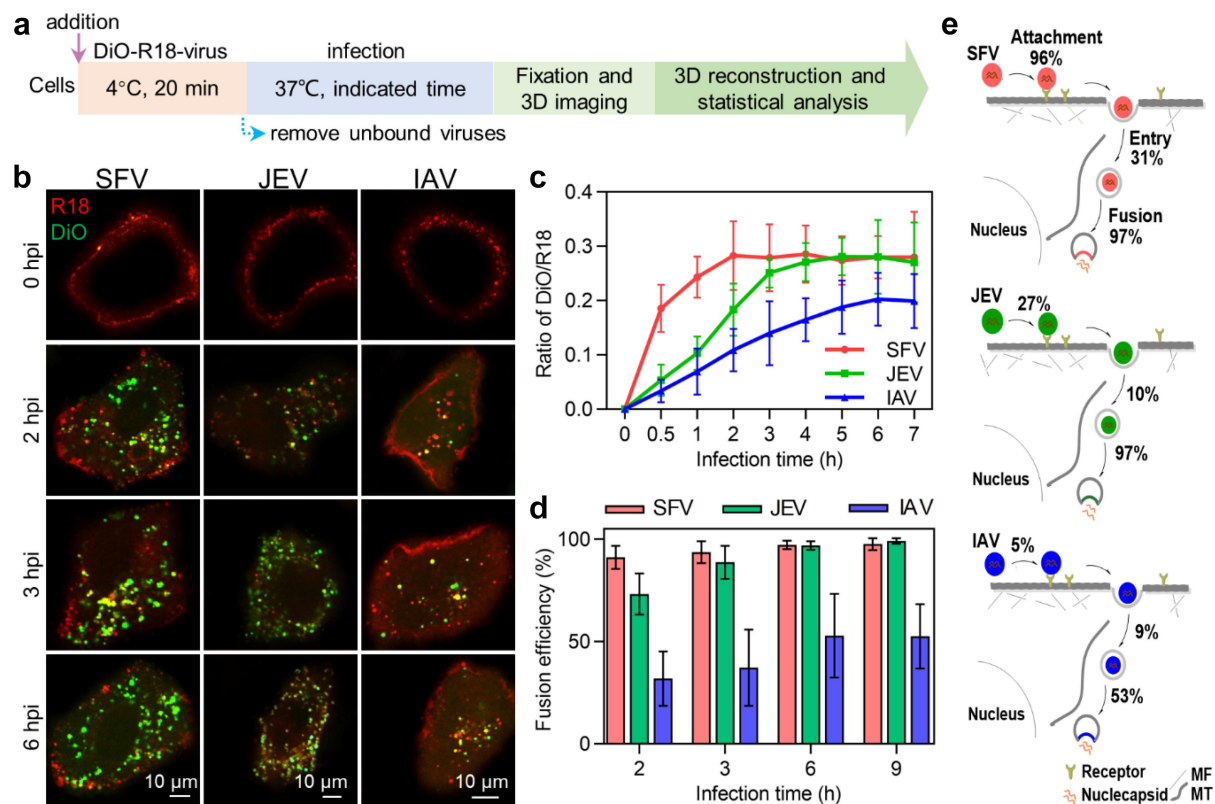 a
addition
DiO-R18-virus
infection
Cells
4°C, 20 min
37℃, indicated time
Fixation and
3D imaging
3D reconstruction and
statistical analysis
remove unbound viruses
b
SFV
JEV
IAV
R18
DiO
0 hpi
2 hpi
3 hpi
6 hpi
10 µm
10 µm
10 µm
c
Ratio of DiO/R18
0.4
0.3
0.2
0.1
0.0
SFV
JEV
IAV
0 0.5 1 2 3 4 5 6 7
Infection time (h)
d
SFV JEV IAV
Fusion efficiency (%)
100
50
0
2 3 6 9
Infection time (h)
e
SFV
Attachment
96%
Entry
31%
Fusion
97%
Nucleus
JEV
27%
10%
97%
Nucleus
IAV
5%
9%
53%
Nucleus
Receptor
Nuclecapsid
MF
MT